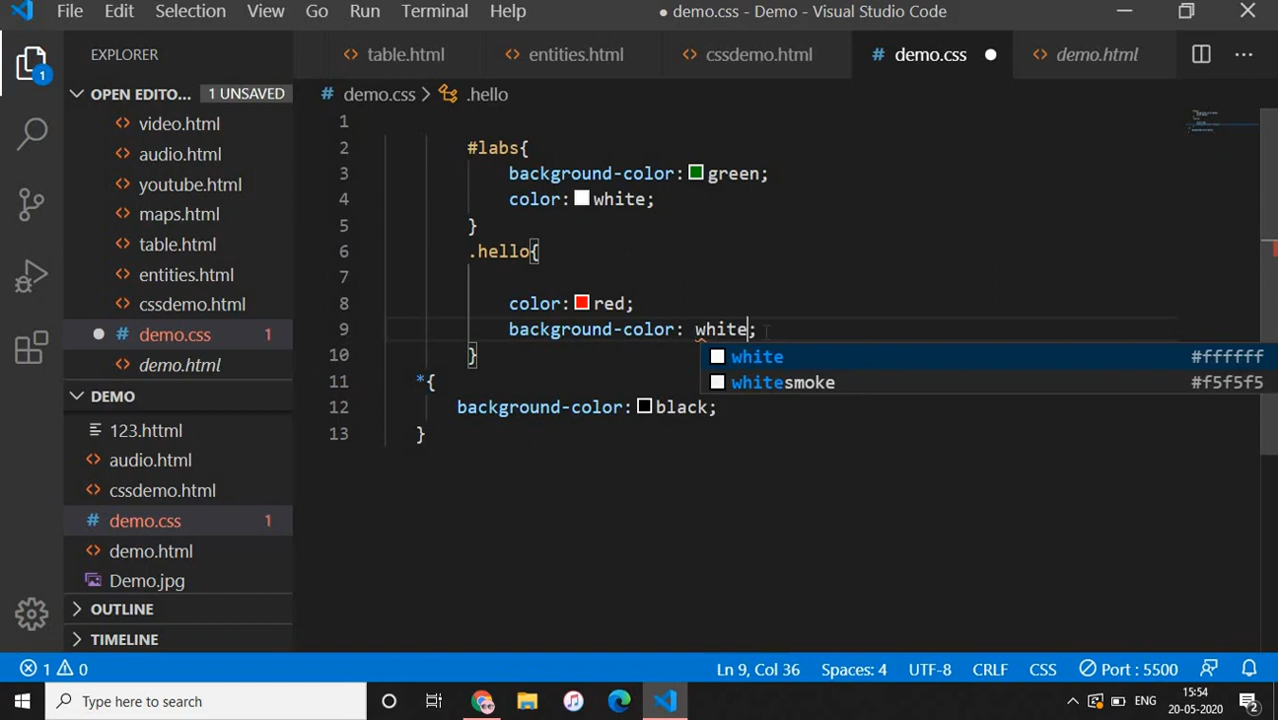 File Edit Selection View Go Run Terminal Help ● demo.css - Demo - Visual Studio Code
EXPLORER
table.html entities.html cssdemo.html # demo.css demo.html ...
OPEN EDITO... 1 UNSAVED
# demo.css > .hello
video.html
audio.html
youtube.html
maps.html
table.html
entities.html
cssdemo.html
# demo.css 1
demo.html
DEMO
123.httml
audio.html
cssdemo.html
# demo.css 1
demo.html
Demo.jpg
OUTLINE
TIMELINE
1
1
2 #labs{
3 background-color: green;
4 color: white;
5 }
6 .hello{
7
8 color: red;
9 background-color: white;
10 }
11 *{
12 background-color: black;
13 }
white #ffffff
whitesmoke #f5f5f5
1 0 Ln 9, Col 36 Spaces: 4 UTF-8 CRLF CSS Port : 5500
Type here to search
ENG 15:54
20-05-2020 2